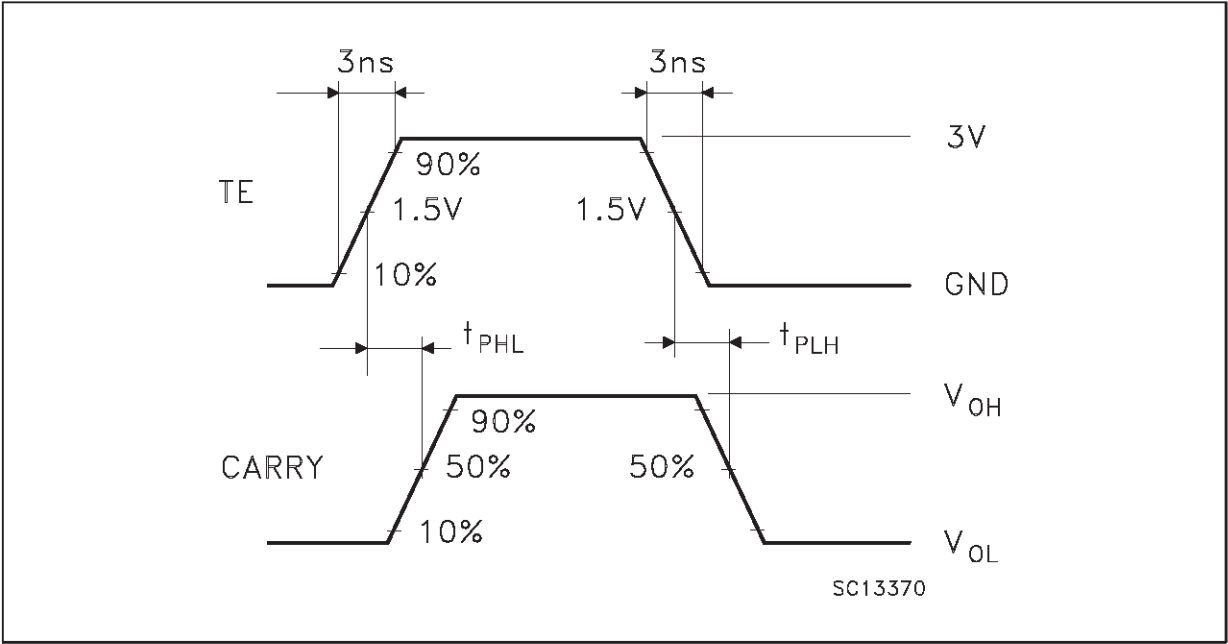 3ns 3ns
3V
90%
TE
1.5V 1.5V
10%
GND
tPHL tPLH
VOH
90%
CARRY 50% 50%
10%
VOL
SC13370